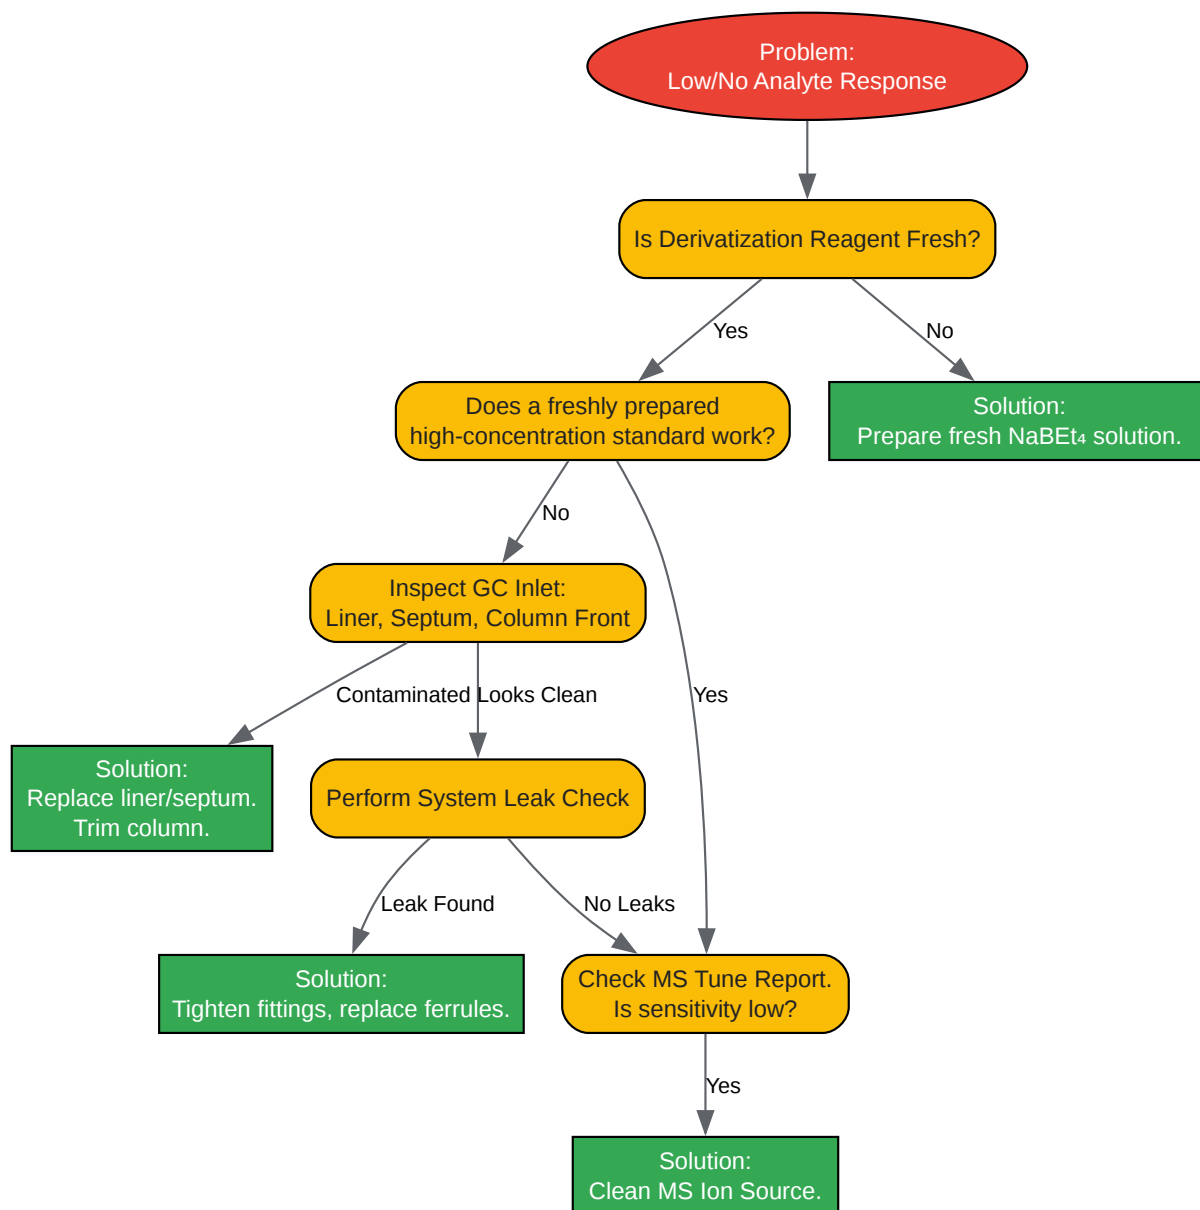 Problem:
Low/No Analyte Response
Is Derivatization Reagent Fresh?
Yes
No
Does a freshly prepared
high-concentration standard work?
Solution:
Prepare fresh NaBEt₄ solution.
No
Inspect GC Inlet:
Liner, Septum, Column Front
Contaminated
Looks Clean
Yes
Solution:
Replace liner/septum.
Trim column.
Perform System Leak Check
Leak Found
No Leaks
Solution:
Tighten fittings, replace ferrules.
Check MS Tune Report.
Is sensitivity low?
Yes
Solution:
Clean MS Ion Source.